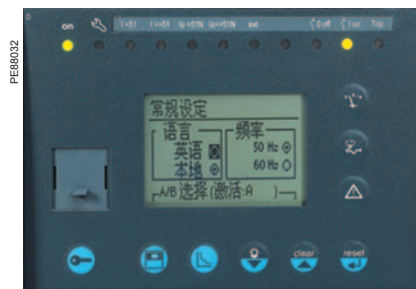 on I>51 I>>51 Io>51N Io>>51N ext 0 off I on Trip
PE88032
常规设定
语言 频率
英语 50 Hz
本地 60 Hz
A/B 选择 (激活:A )
clear reset